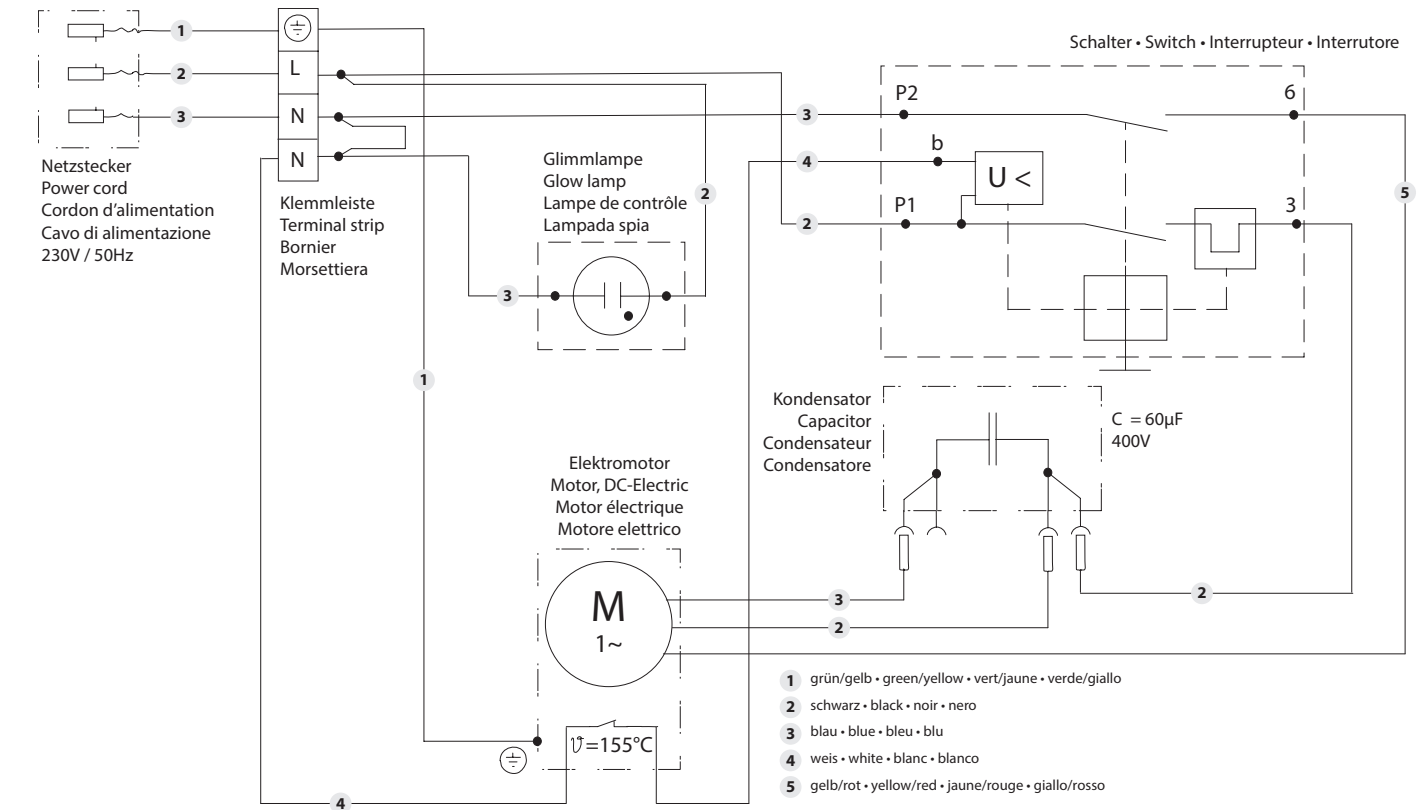 1
2
3
L
N
N
Netzstecker
Power cord
Cordon d'alimentation
Cavo di alimentazione
230V / 50Hz
Klemmleiste
Terminal strip
Bornier
Morsettiera
Glimmlampe
Glow lamp
Lampe de contrôle
Lampada spia
2
3
1
Schalter • Switch • Interrupteur • Interrutore
P2
6
3
b
4
U <
P1
2
3
5
Kondensator
Capacitor
Condensateur
Condensatore
C = 60µF
400V
Elektromotor
Motor, DC-Electric
Motor électrique
Motore elettrico
M
1~
3
2
2
ϑ=155°C
4
1 grün/gelb • green/yellow • vert/jaune • verde/giallo
2 schwarz • black • noir • nero
3 blau • blue • bleu • blu
4 weis • white • blanc • blanco
5 gelb/rot • yellow/red • jaune/rouge • giallo/rosso